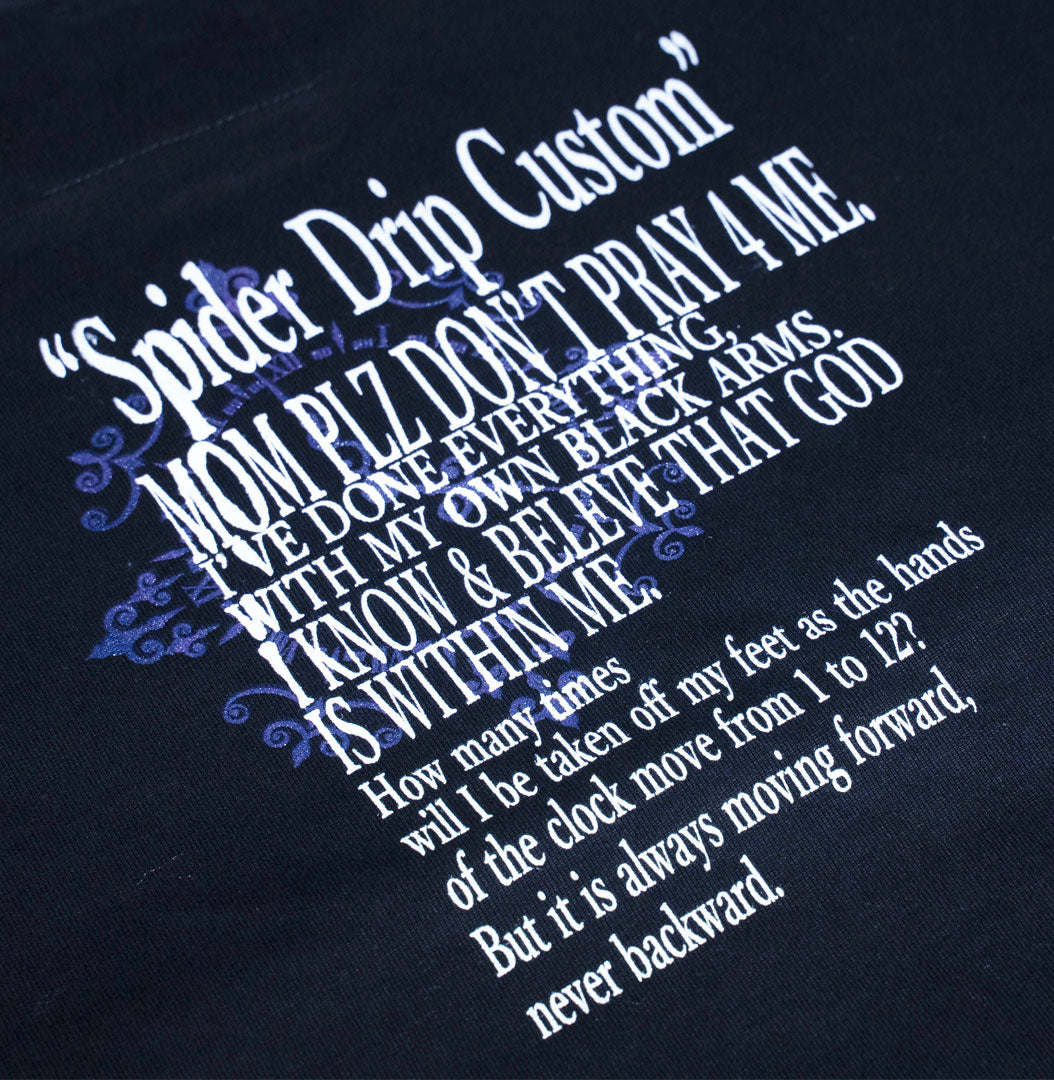 “Spider Drip Custom”
MOM PLZ DON'T PRAY 4 ME.
I'VE DONE EVERYTHING,
WITH MY OWN BLACK ARMS.
I KNOW & BELEVE THAT GOD
IS WITHIN ME.
How many times
will I be taken off my feet as the hands
of the clock move from 1 to 12?
But it is always moving forward,
never backward.